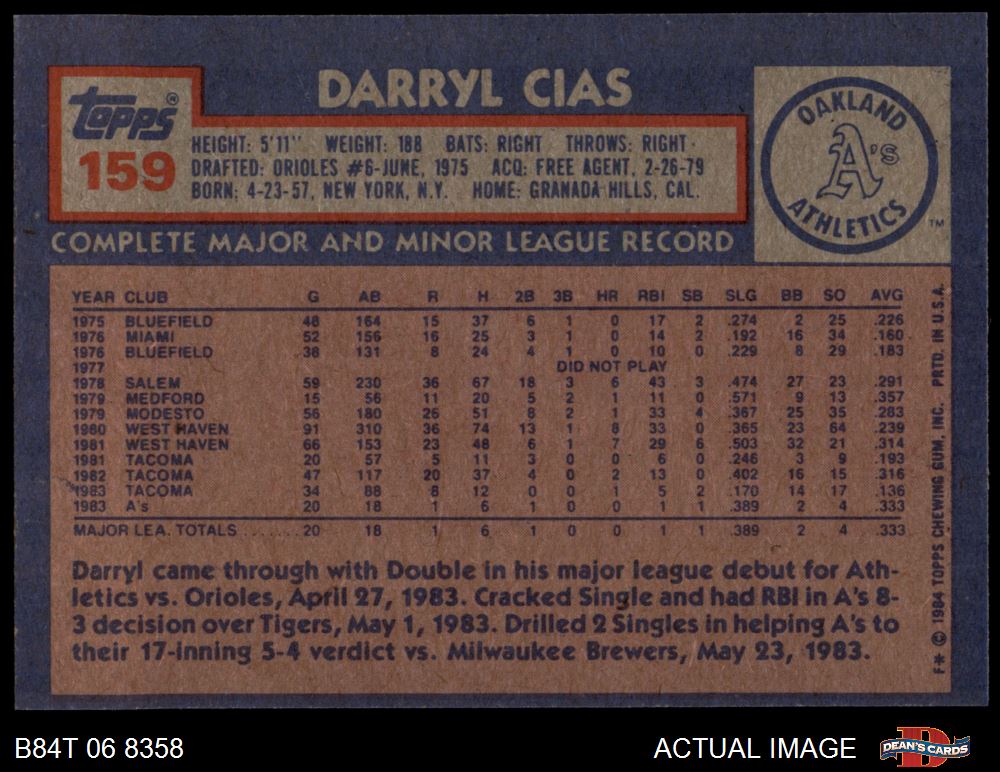 DARRYL CIAS
Topps®
159
HEIGHT: 5'11" WEIGHT: 188 BATS: RIGHT THROWS: RIGHT
DRAFTED: ORIOLES #6-JUNE, 1975 ACQ: FREE AGENT, 2-26-79
BORN: 4-23-57, NEW YORK, N.Y. HOME: GRANADA HILLS, CAL.
OAKLAND
A's
ATHLETICS
TM
COMPLETE MAJOR AND MINOR LEAGUE RECORD
YEAR CLUB G AB R H 2B 3B HR RBI SB SLG BB SO AVG
1975 BLUEFIELD 48 164 15 37 6 1 0 17 2 .274 2 25 .226
1976 MIAMI 52 156 16 25 3 1 0 14 2 .192 16 34 .160
1976 BLUEFIELD 38 131 8 24 4 1 0 10 0 .229 8 29 .183
1977 DID NOT PLAY
1978 SALEM 59 230 36 67 18 3 6 43 3 .474 27 23 .291
1979 MEDFORD 15 56 11 20 5 2 1 11 0 .571 9 13 .357
1979 MODESTO 56 180 26 51 8 2 1 33 4 .367 25 35 .283
1980 WEST HAVEN 91 310 36 74 13 1 8 33 0 .365 23 64 .239
1981 WEST HAVEN 66 153 23 48 6 1 7 29 6 .503 32 21 .314
1981 TACOMA 20 57 5 11 3 0 0 6 0 .246 3 9 .193
1982 TACOMA 47 117 20 37 4 0 2 13 0 .402 16 15 .316
1983 TACOMA 34 88 8 12 0 0 1 5 2 .170 14 17 .136
1983 A's 20 18 1 6 1 0 0 1 1 .389 2 4 .333
MAJOR LEA. TOTALS ........ 20 18 1 6 1 0 0 1 1 .389 2 4 .333
Darryl came through with Double in his major league debut for Ath-
letics vs. Orioles, April 27, 1983. Cracked Single and had RBI in A's 8-
3 decision over Tigers, May 1, 1983. Drilled 2 Singles in helping A's to
their 17-inning 5-4 verdict vs. Milwaukee Brewers, May 23, 1983.
F* © 1984 TOPPS CHEWING GUM, INC. PRTD. IN U.S.A.
B84T 06 8358
ACTUAL IMAGE
DEAN'S CARDS